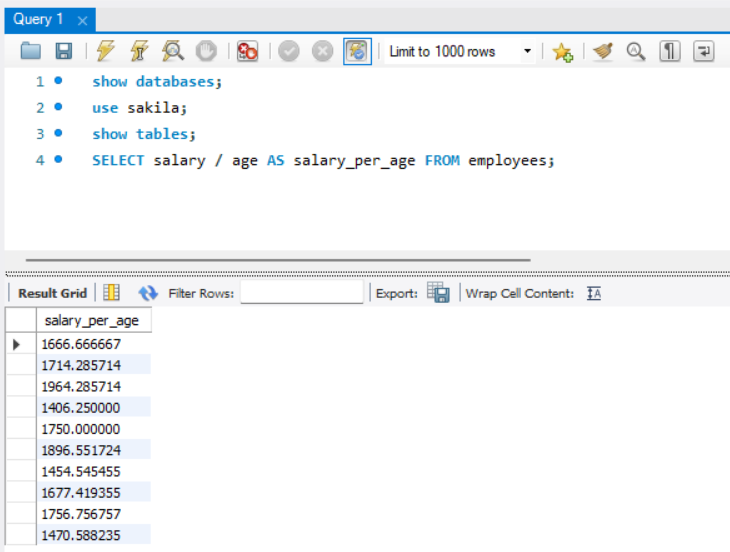 Query 1
Limit to 1000 rows
1 show databases;
2 use sakila;
3 show tables;
4 SELECT salary / age AS salary_per_age FROM employees;
Result Grid Filter Rows: Export: Wrap Cell Content:
salary_per_age
1666.666667
1714.285714
1964.285714
1406.250000
1750.000000
1896.551724
1454.545455
1677.419355
1756.756757
1470.588235